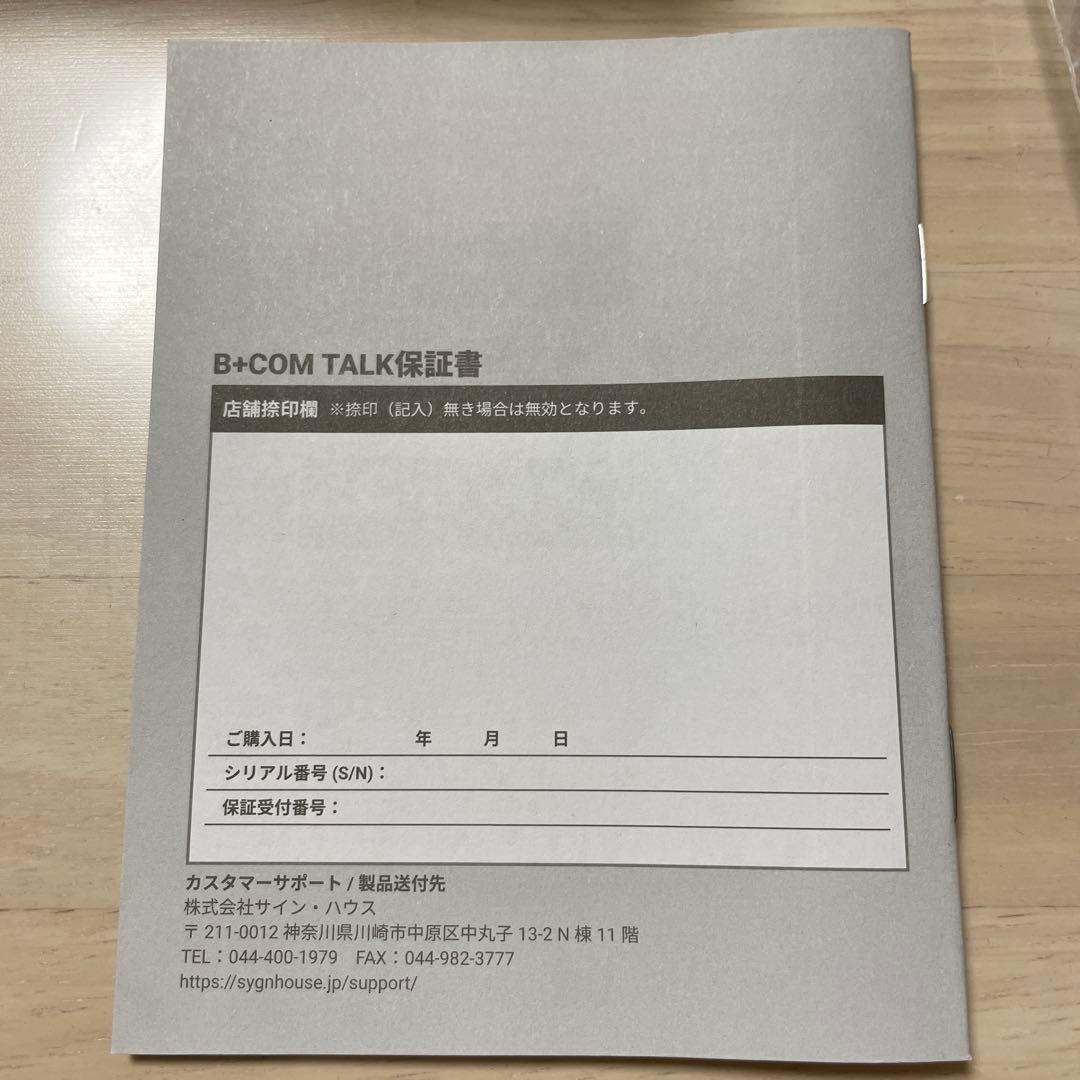 B+COM TALK保証書
店舗捺印欄 ※捺印（記入）無き場合は無効となります。
ご購入日： 年 月 日
シリアル番号 (S/N)：
保証受付番号：
カスタマーサポート / 製品送付先
株式会社サイン・ハウス
〒 211-0012 神奈川県川崎市中原区中丸子 13-2 N 棟 11 階
TEL：044-400-1979 FAX：044-982-3777
https://sygnhouse.jp/support/